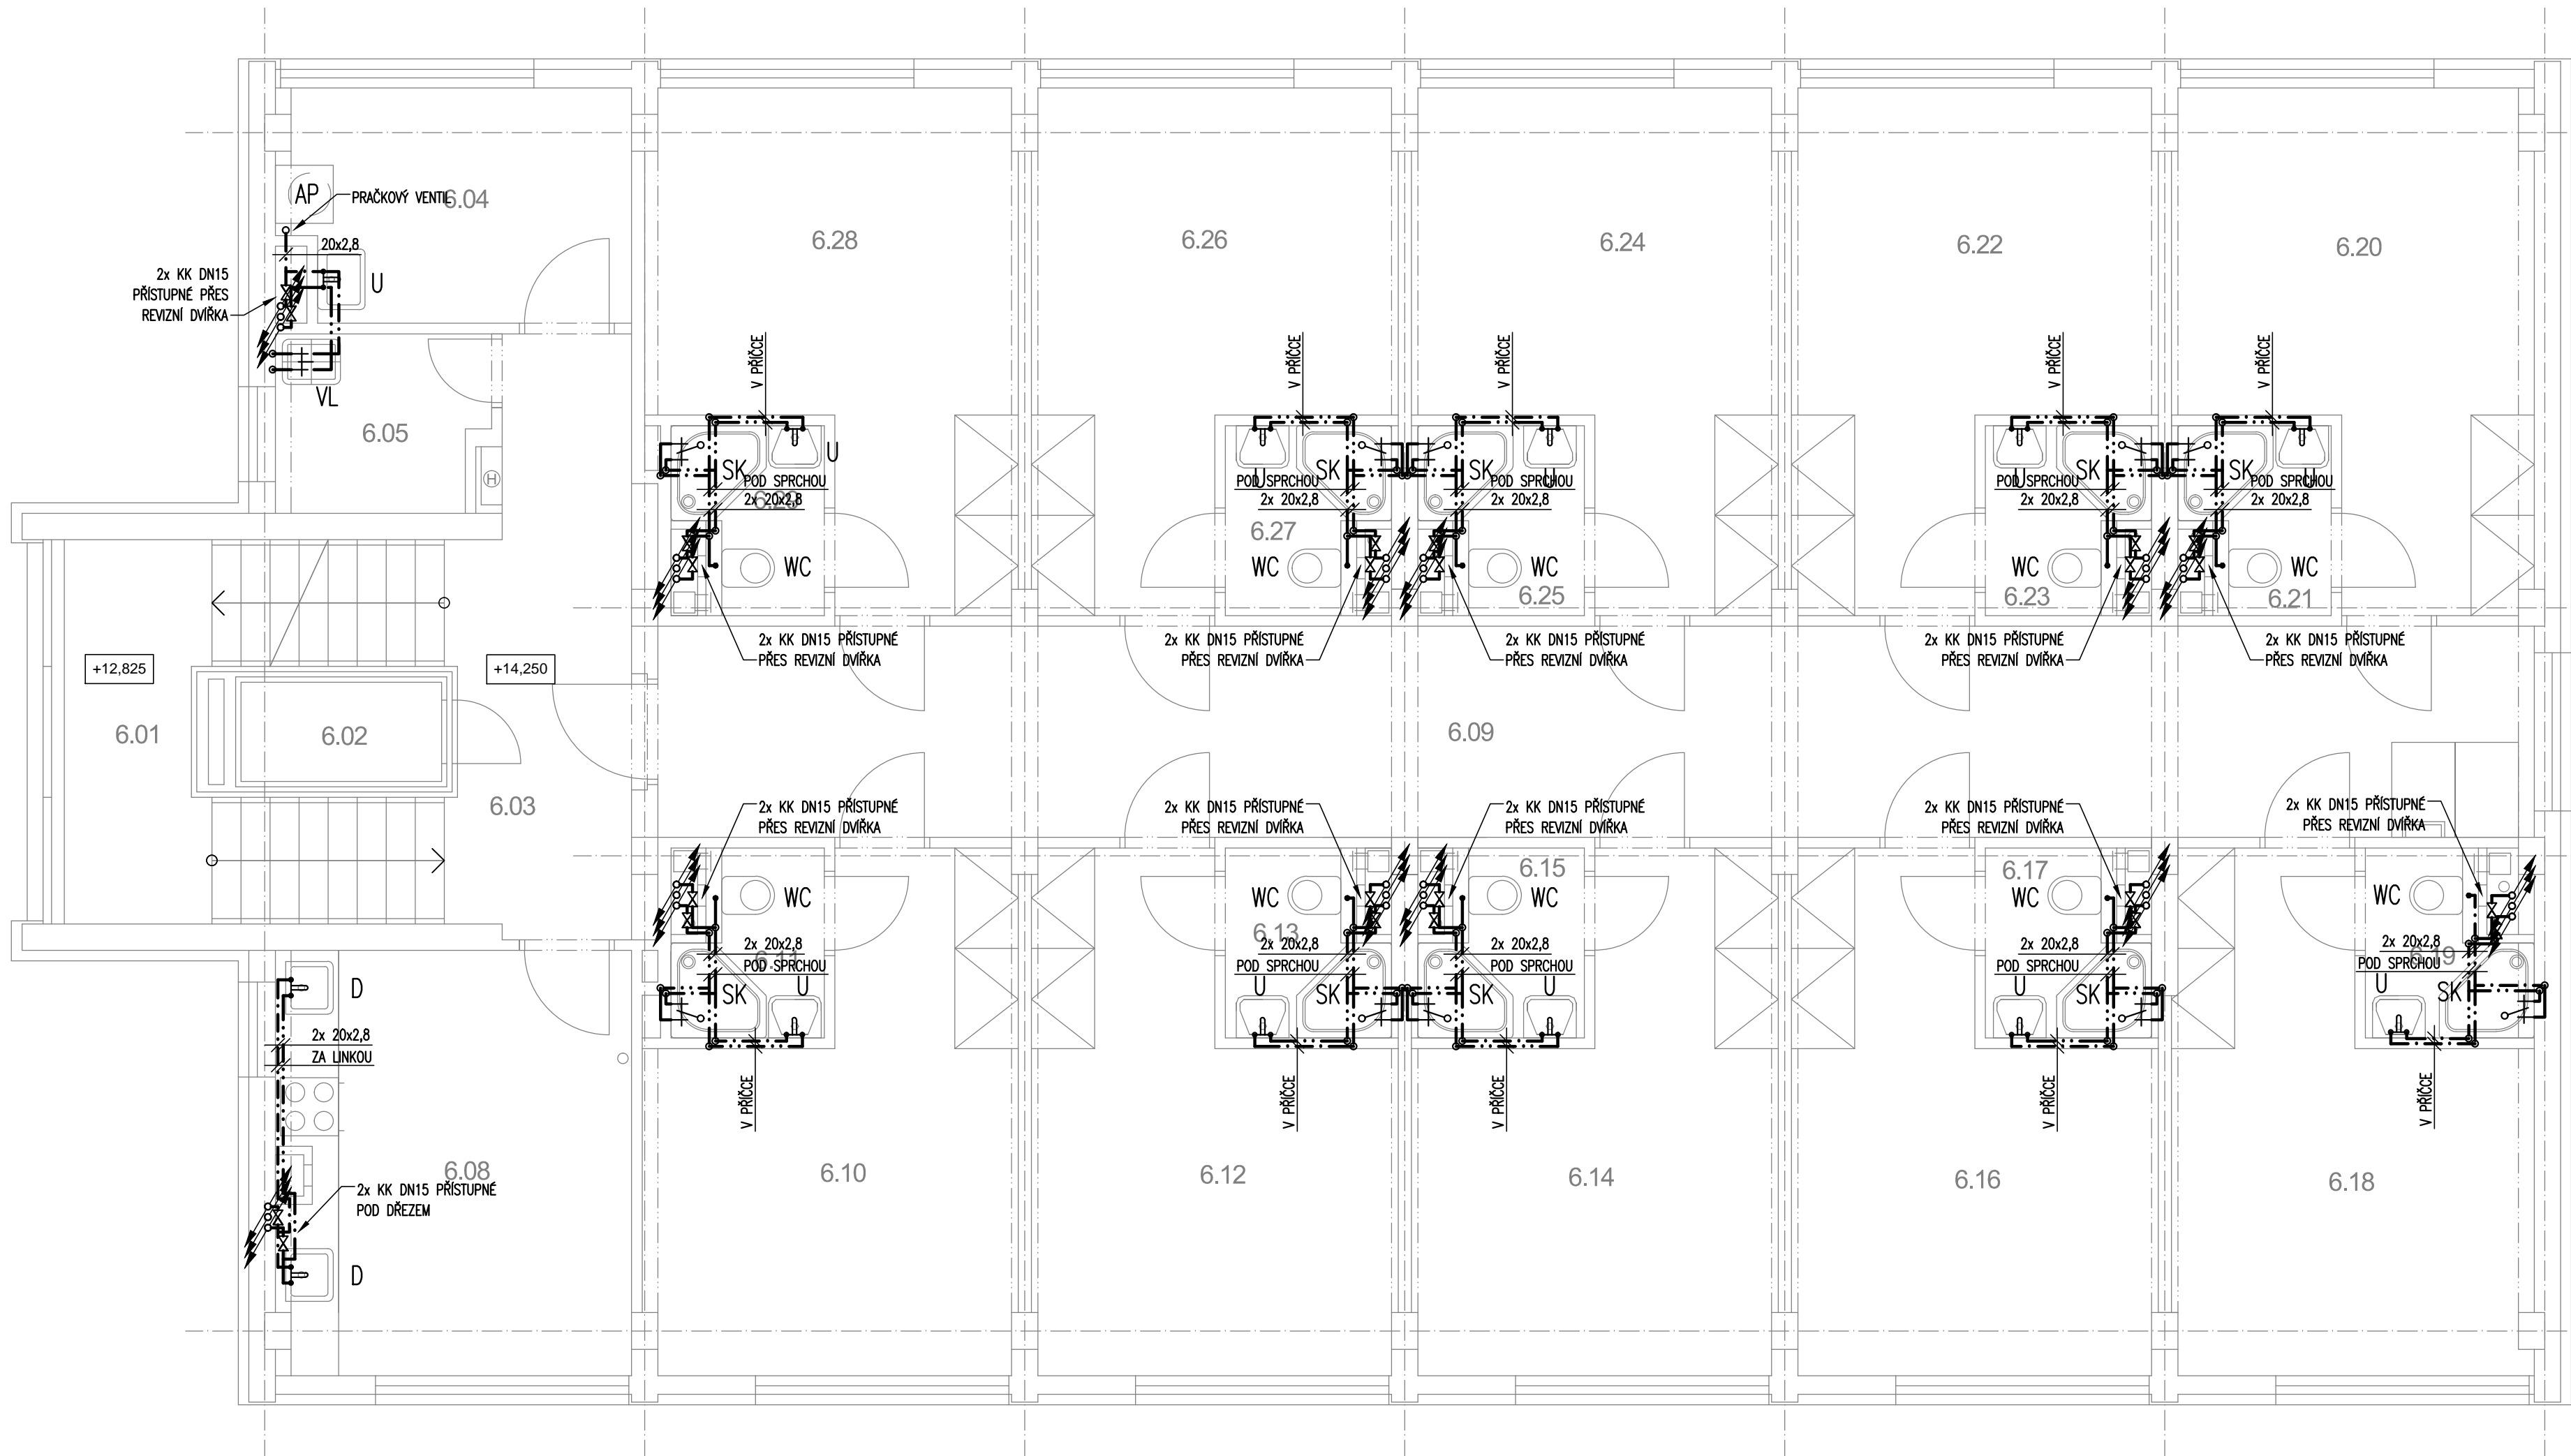 AP
PRAČKOVÝ VENTIL
6.04
20x2,8
2x KK DN15
PŘÍSTUPNÉ PŘES
REVIZNÍ DVÍŘKA
U
VL
6.05
H
6.28
6.26
6.24
6.22
6.20
V PŘÍČCE
V PŘÍČCE
V PŘÍČCE
V PŘÍČCE
V PŘÍČCE
U
SK
POD SPRCHOU
2x 20x2,8
WC
U
SK
POD SPRCHOU
2x 20x2,8
6.27
WC
SK
U
POD SPRCHOU
2x 20x2,8
WC
6.25
U
SK
POD SPRCHOU
2x 20x2,8
WC
6.23
SK
U
POD SPRCHOU
2x 20x2,8
WC
6.21
2x KK DN15 PŘÍSTUPNÉ
PŘES REVIZNÍ DVÍŘKA
2x KK DN15 PŘÍSTUPNÉ
PŘES REVIZNÍ DVÍŘKA
2x KK DN15 PŘÍSTUPNÉ
PŘES REVIZNÍ DVÍŘKA
2x KK DN15 PŘÍSTUPNÉ
PŘES REVIZNÍ DVÍŘKA
2x KK DN15 PŘÍSTUPNÉ
PŘES REVIZNÍ DVÍŘKA
+12,825
+14,250
6.01
6.02
6.03
6.09
2x KK DN15 PŘÍSTUPNÉ
PŘES REVIZNÍ DVÍŘKA
2x KK DN15 PŘÍSTUPNÉ
PŘES REVIZNÍ DVÍŘKA
2x KK DN15 PŘÍSTUPNÉ
PŘES REVIZNÍ DVÍŘKA
2x KK DN15 PŘÍSTUPNÉ
PŘES REVIZNÍ DVÍŘKA
2x KK DN15 PŘÍSTUPNÉ
PŘES REVIZNÍ DVÍŘKA
WC
2x 20x2,8
6.11
POD SPRCHOU
SK
U
WC
6.13
2x 20x2,8
POD SPRCHOU
U
SK
6.15
WC
2x 20x2,8
POD SPRCHOU
SK
U
6.17
WC
2x 20x2,8
POD SPRCHOU
U
SK
WC
2x 20x2,8
6.19
POD SPRCHOU
U
SK
V PŘÍČCE
V PŘÍČCE
V PŘÍČCE
V PŘÍČCE
V PŘÍČCE
D
2x 20x2,8
ZA LINKOU
6.08
2x KK DN15 PŘÍSTUPNÉ
POD DŘEZEM
D
6.10
6.12
6.14
6.16
6.18